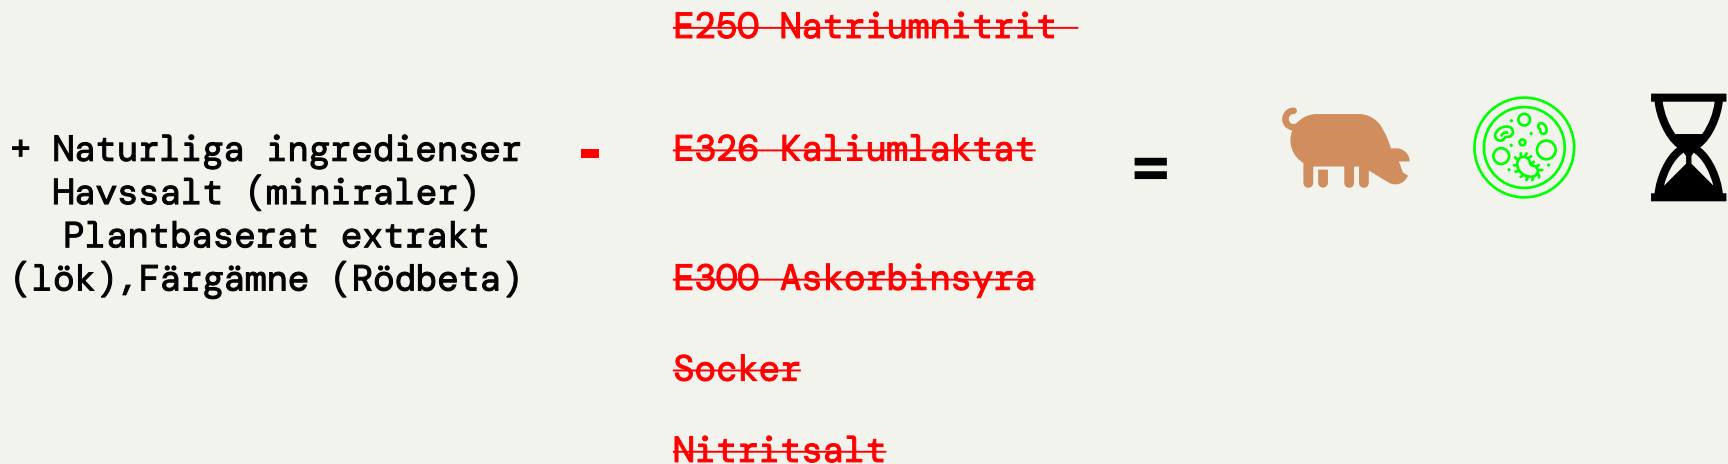 + Naturliga ingredienser
Havssalt (miniraler)
Plantbaserat extrakt
(lök),Färgämne (Rödbeta)
-
E250 Natriumnitrit
E326 Kaliumlaktat
E300 Askorbinsyra
Socker
Nitritsalt
=